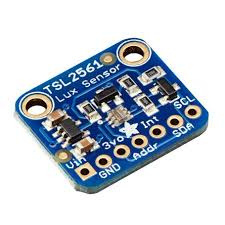 TSL2561
Lux Sensor
Vin
GND
3vo
Addr
Int
SDA
SCL